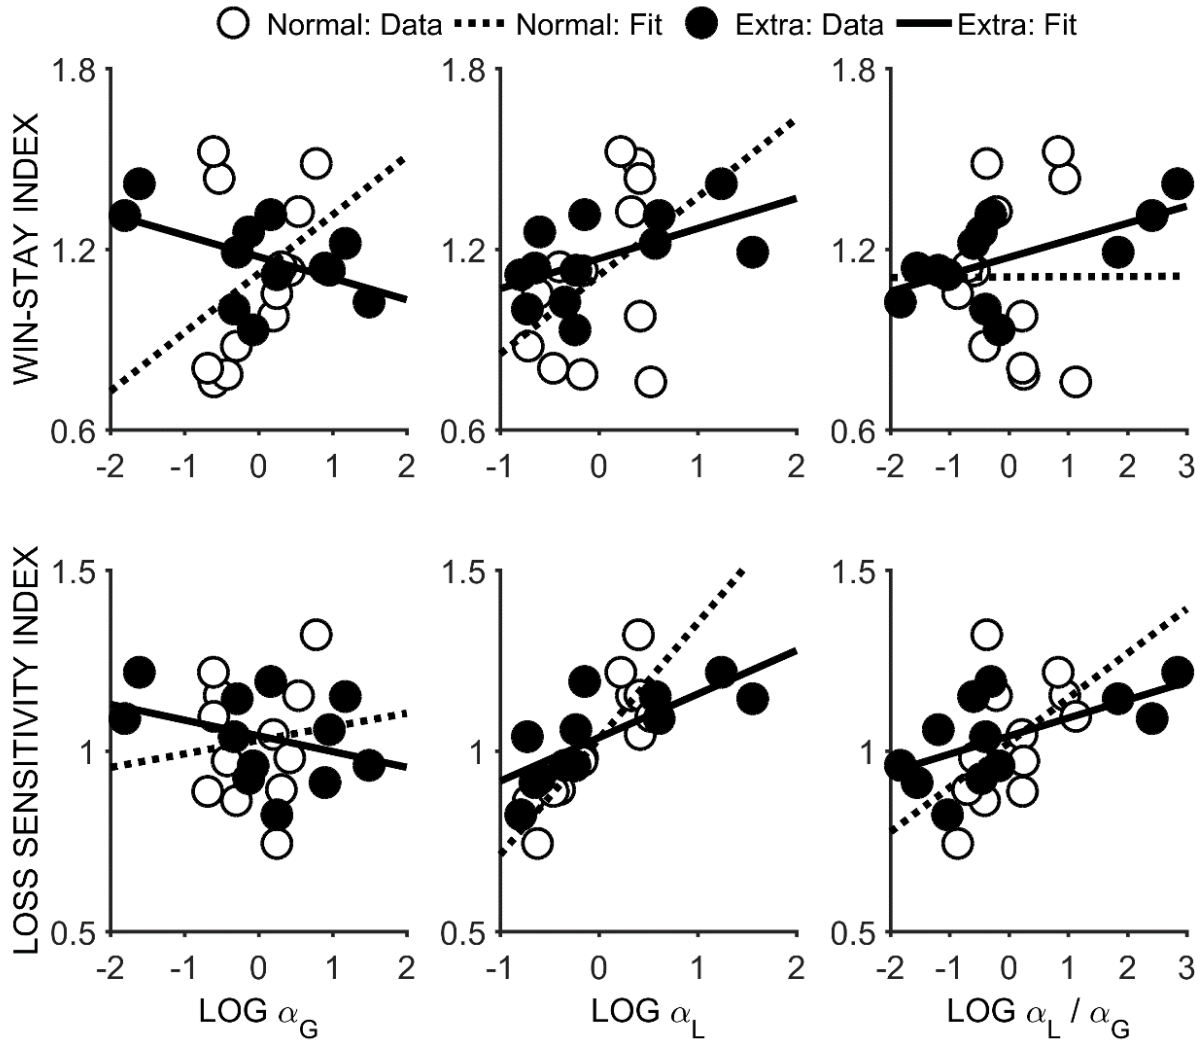 Normal: Data Normal: Fit Extra: Data Extra: Fit
WIN-STAY INDEX
1.8 1.8 1.8
1.2 1.2 1.2
0.6 0.6 0.6
-2 -1 0 1 2 -1 0 1 2 -2 -1 0 1 2 3
LOSS SENSITIVITY INDEX
1.5 1.5 1.5
1 1 1
0.5 0.5 0.5
-2 -1 0 1 2 -1 0 1 2 -2 -1 0 1 2 3
LOG α_G LOG α_L LOG α_L / α_G